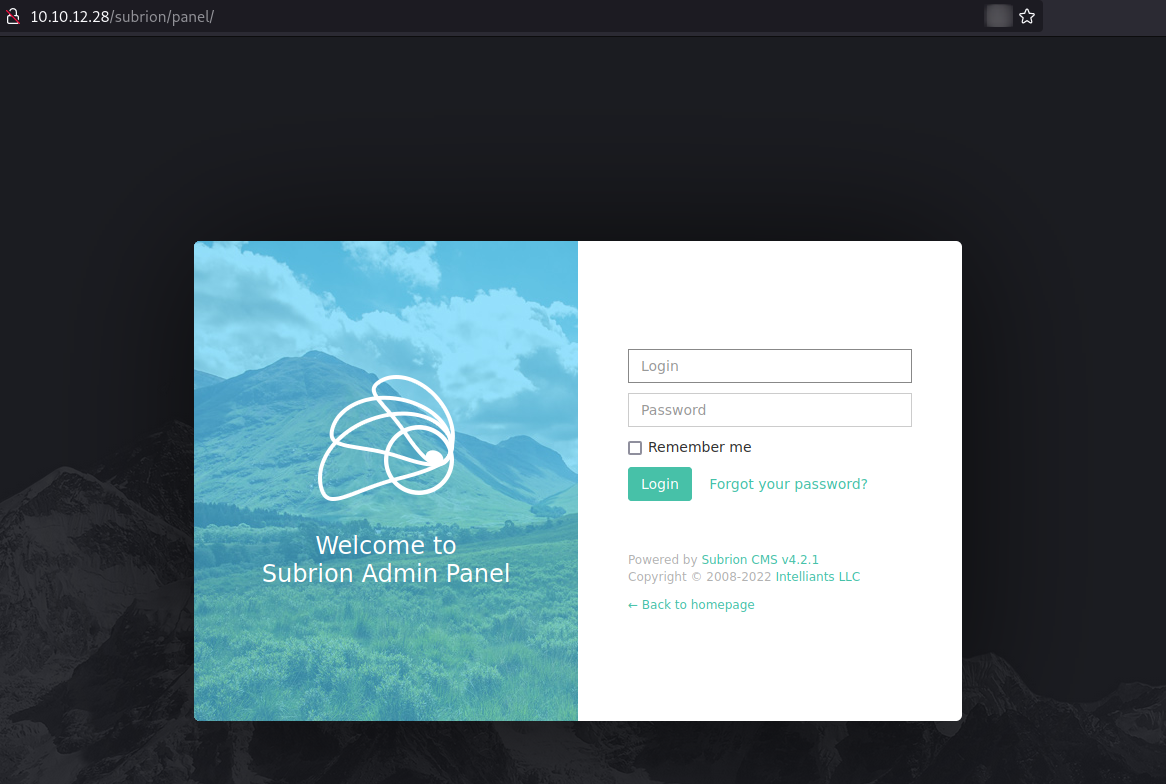 10.10.12.28/subrion/panel/
Welcome to
Subrion Admin Panel
Login
Password
Remember me
Login Forgot your password?
Powered by Subrion CMS v4.2.1
Copyright © 2008-2022 Intelliants LLC
← Back to homepage